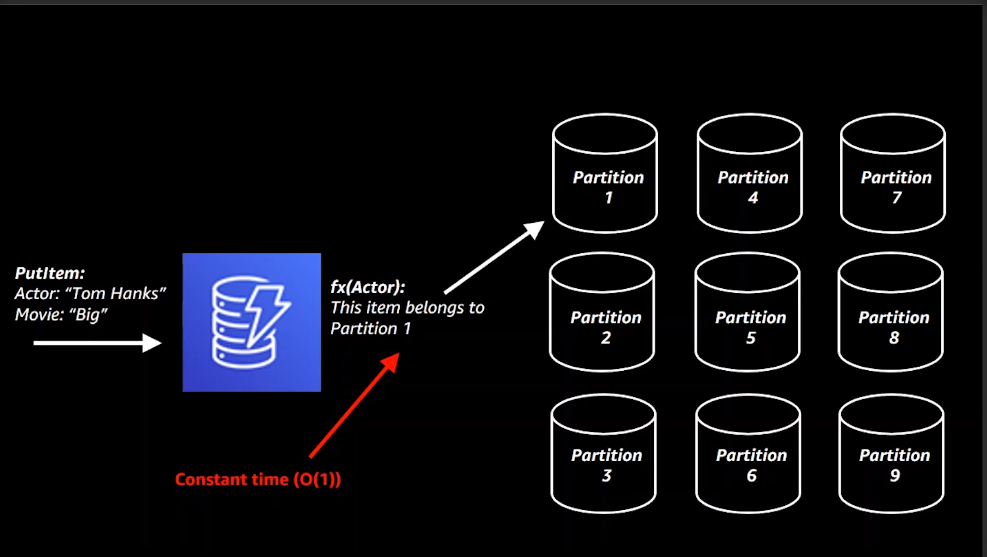 PutItem:
Actor: “Tom Hanks”
Movie: “Big”
fx(Actor):
This item belongs to
Partition 1
Constant time (O(1))
Partition
1
Partition
4
Partition
7
Partition
2
Partition
5
Partition
8
Partition
3
Partition
6
Partition
9